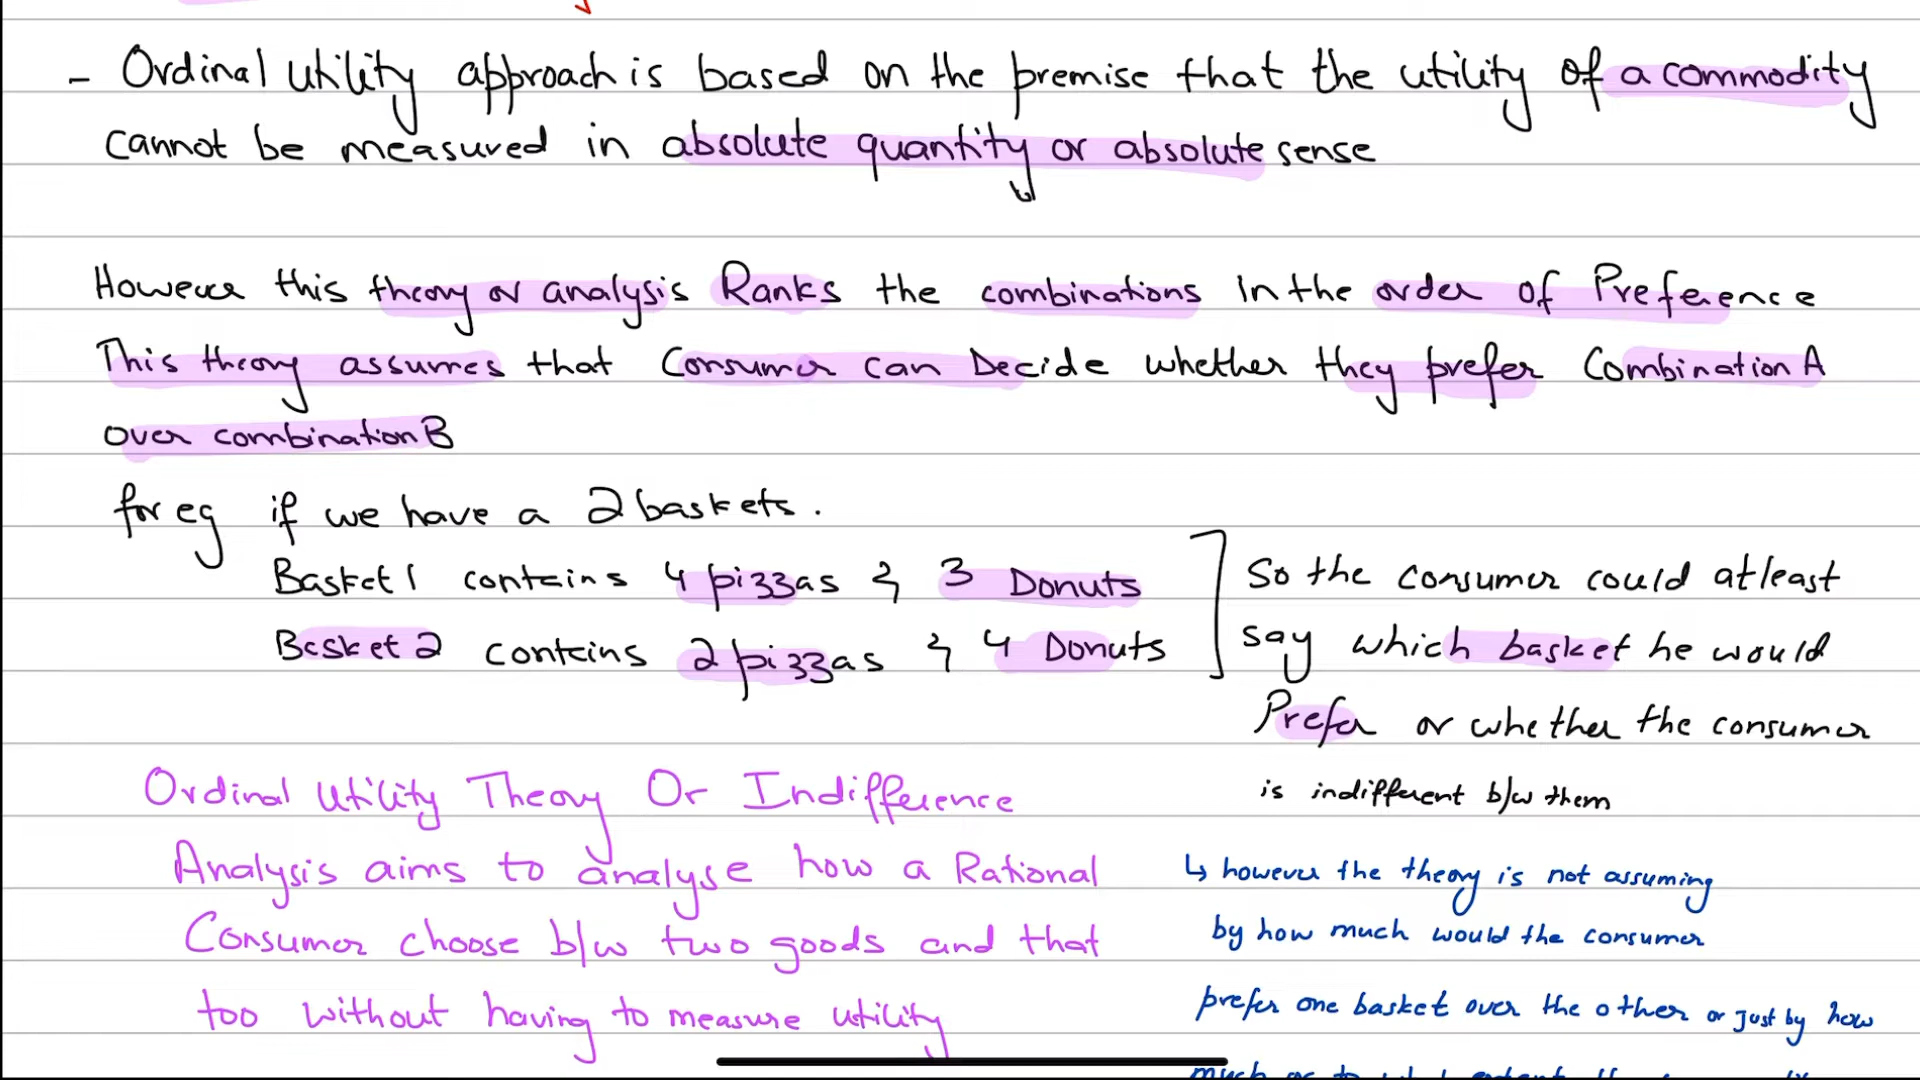 - Ordinal utility approach is based on the premise that the utility of a commodity
cannot be measured in absolute quantity or absolute sense
However this theory or analysis Ranks the combinations in the order of Preference
This theory assumes that Consumer can Decide whether they prefer Combination A
over combination B
for eg if we have a 2 baskets.
Basket 1 contains 4 pizzas & 3 Donuts
Basket 2 contains 2 pizzas & 4 Donuts
So the consumer could atleast
say which basket he would
Prefer or whether the consumer
is indifferent b/w them
↳ however the theory is not assuming
by how much would the consumer
prefer one basket over the other or just by how
Ordinal Utility Theory Or Indifference
Analysis aims to analyse how a Rational
Consumer choose b/w two goods and that
too without having to measure utility